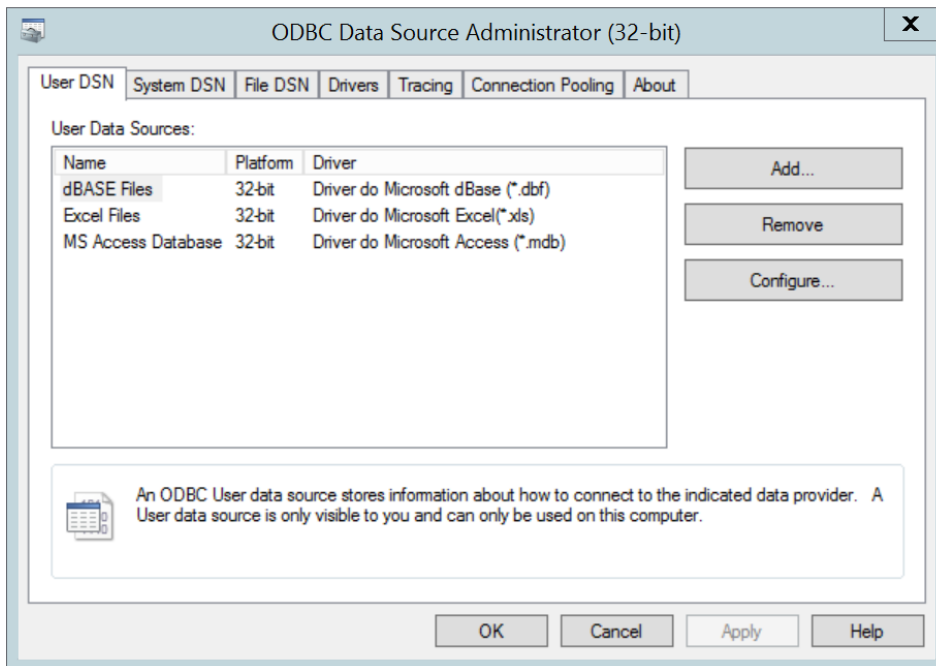 ODBC Data Source Administrator (32-bit)
X
User DSN System DSN File DSN Drivers Tracing Connection Pooling About
User Data Sources:
Name Platform Driver
dBASE Files 32-bit Driver do Microsoft dBase (*.dbf)
Excel Files 32-bit Driver do Microsoft Excel(*.xls)
MS Access Database 32-bit Driver do Microsoft Access (*.mdb)
Add...
Remove
Configure...
An ODBC User data source stores information about how to connect to the indicated data provider. A
User data source is only visible to you and can only be used on this computer.
OK Cancel Apply Help